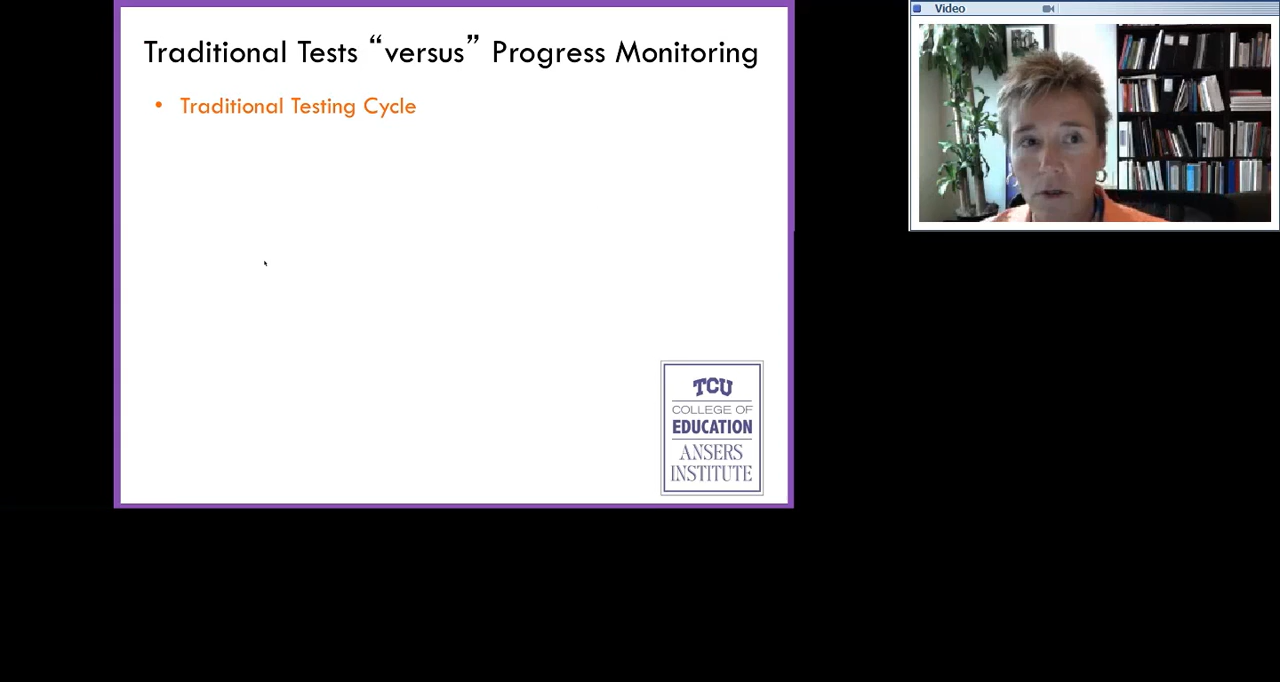 Traditional Tests “versus” Progress Monitoring
• Traditional Testing Cycle
TCU
COLLEGE OF
EDUCATION
ANSERS
INSTITUTE
Video